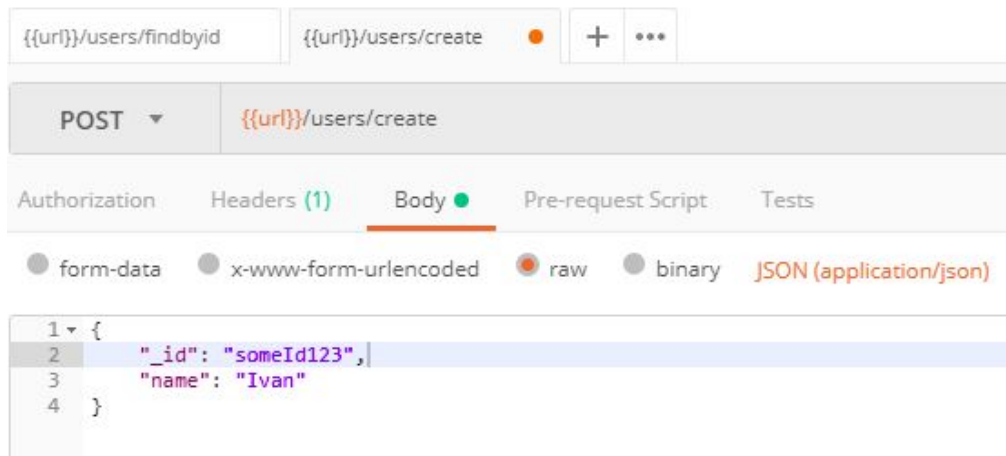 {{url}}/users/findbyid {{url}}/users/create + •••
POST {{url}}/users/create
Authorization Headers (1) Body Pre-request Script Tests
form-data x-www-form-urlencoded raw binary JSON (application/json)
1 {
2 "_id": "someId123",
3 "name": "Ivan"
4 }